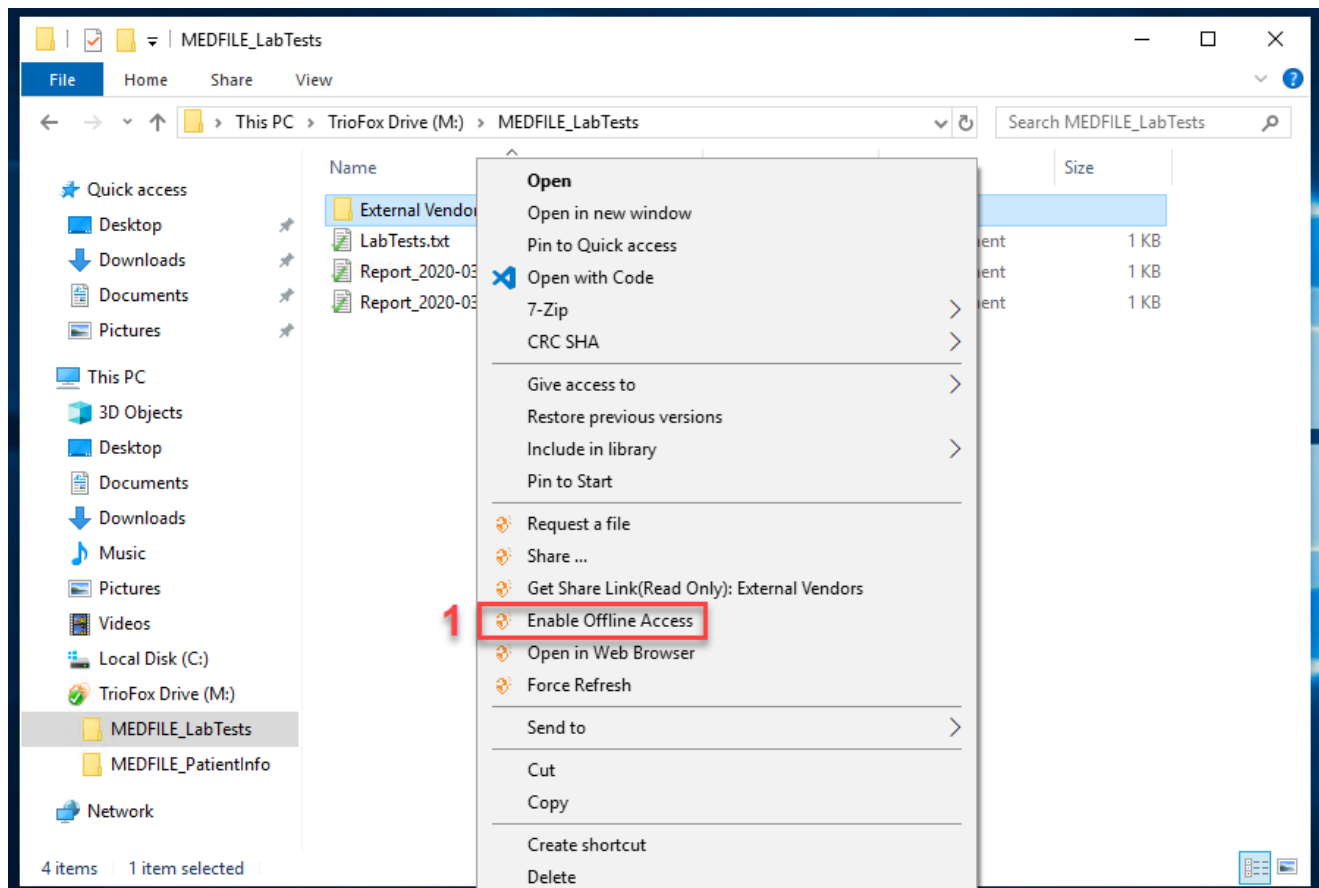 MEDFILE_LabTests
File Home Share View
This PC > TrioFox Drive (M:) > MEDFILE_LabTests
Search MEDFILE_LabTests
Quick access
Desktop
Downloads
Documents
Pictures
This PC
3D Objects
Desktop
Documents
Downloads
Music
Pictures
Videos
Local Disk (C:)
TrioFox Drive (M:)
MEDFILE_LabTests
MEDFILE_PatientInfo
Network
Name Size
External Vendor
LabTests.txt ent 1 KB
Report_2020-03 ent 1 KB
Report_2020-03 ent 1 KB
Open
Open in new window
Pin to Quick access
Open with Code
7-Zip
CRC SHA
Give access to
Restore previous versions
Include in library
Pin to Start
Request a file
Share ...
Get Share Link(Read Only): External Vendors
1 Enable Offline Access
Open in Web Browser
Force Refresh
Send to
Cut
Copy
Create shortcut
Delete
4 items 1 item selected